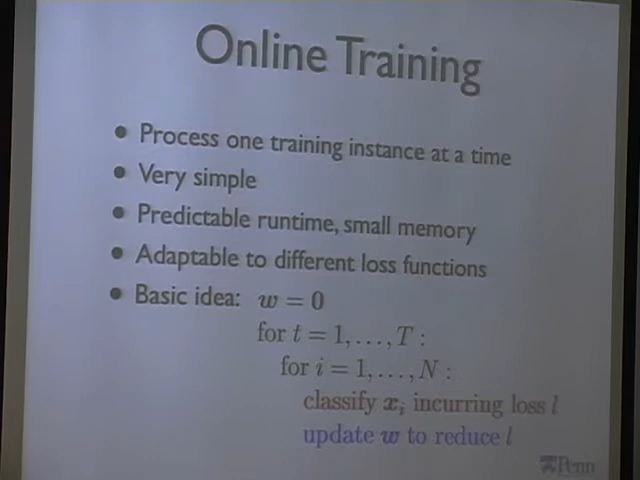 Online Training
• Process one training instance at a time
• Very simple
• Predictable runtime, small memory
• Adaptable to different loss functions
• Basic idea: w = 0
for t = 1, . . . , T :
for i = 1, . . . , N :
classify xᵢ incurring loss l
update w to reduce l
Penn